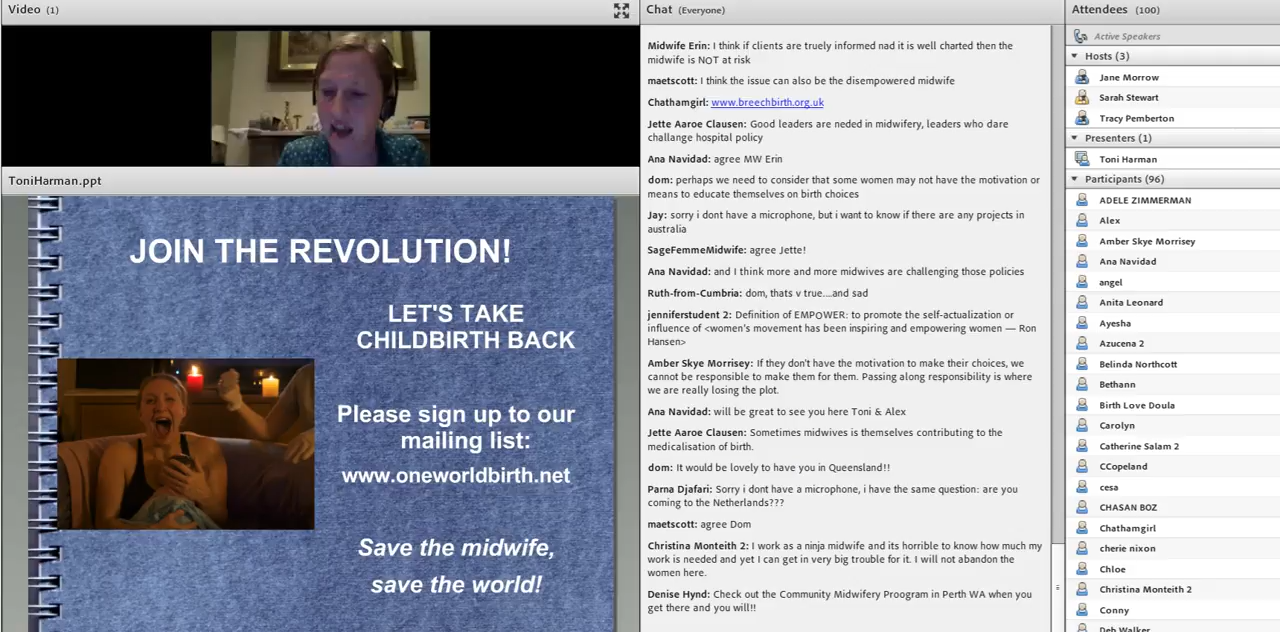 Video (1)
ToniHarman.ppt
JOIN THE REVOLUTION!
LET'S TAKE
CHILDBIRTH BACK
Please sign up to our
mailing list:
www.oneworldbirth.net
Save the midwife,
save the world!
Chat (Everyone)
Midwife Erin: I think if clients are truely informed nad it is well charted then the
midwife is NOT at risk
maetscott: I think the issue can also be the disempowered midwife
Chathamgirl: www.breechbirth.org.uk
Jette Aaroe Clausen: Good leaders are neded in midwifery, leaders who dare
challange hospital policy
Ana Navidad: agree MW Erin
dom: perhaps we need to consider that some women may not have the motivation or
means to educate themselves on birth choices
Jay: sorry i dont have a microphone, but i want to know if there are any projects in
australia
SageFemmeMidwife: agree Jette!
Ana Navidad: and I think more and more midwives are challenging those policies
Ruth-from-Cumbria: dom, thats v true....and sad
jenniferstudent 2: Definition of EMPOWER: to promote the self-actualization or
influence of <women's movement has been inspiring and empowering women — Ron
Hansen>
Amber Skye Morrisey: If they don't have the motivation to make their choices, we
cannot be responsible to make them for them. Passing along responsibility is where
we are really losing the plot.
Ana Navidad: will be great to see you here Toni & Alex
Jette Aaroe Clausen: Sometimes midwives is themselves contributing to the
medicalisation of birth.
dom: It would be lovely to have you in Queensland!!
Parna Djafari: Sorry i dont have a microphone, i have the same question: are you
coming to the Netherlands???
maetscott: agree Dom
Christina Monteith 2: I work as a ninja midwife and its horrible to know how much my
work is needed and yet I can get in very big trouble for it. I will not abandon the
women here.
Denise Hynd: Check out the Community Midwifery Proogram in Perth WA when you
get there and you will!!
Attendees (100)
Active Speakers
Hosts (3)
Jane Morrow
Sarah Stewart
Tracy Pemberton
Presenters (1)
Toni Harman
Participants (96)
ADELE ZIMMERMAN
Alex
Amber Skye Morrisey
Ana Navidad
angel
Anita Leonard
Ayesha
Azucena 2
Belinda Northcott
Bethann
Birth Love Doula
Carolyn
Catherine Salam 2
CCopeland
cesa
CHASAN BOZ
Chathamgirl
cherie nixon
Chloe
Christina Monteith 2
Conny
Deb Walker